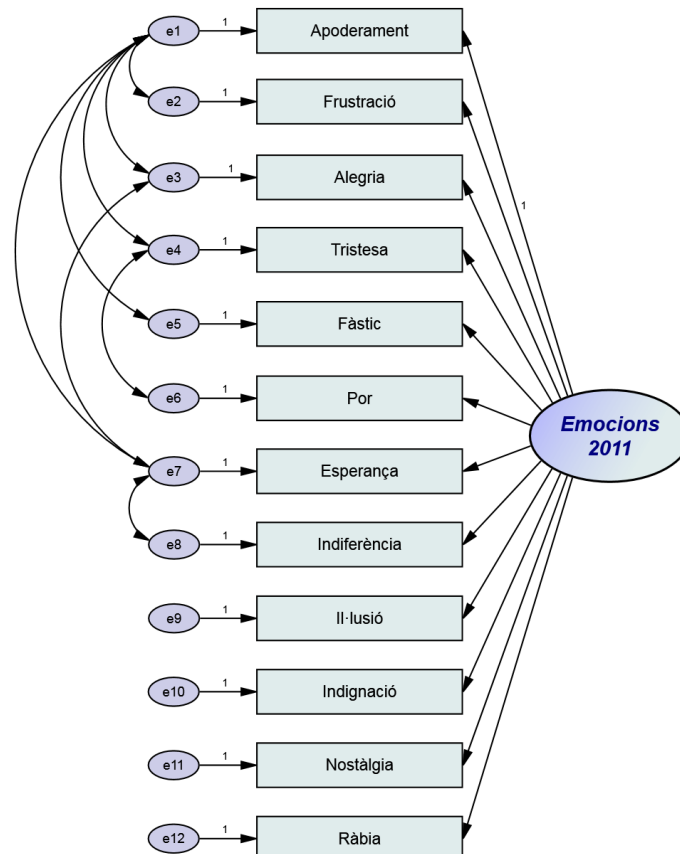 e1 1 Apoderament
e2 1 Frustració
e3 1 Alegria
1
e4 1 Tristesa
e5 1 Fàstic
e6 1 Por
Emocions
2011
e7 1 Esperança
e8 1 Indiferència
e9 1 Il·lusió
e10 1 Indignació
e11 1 Nostàlgia
e12 1 Ràbia